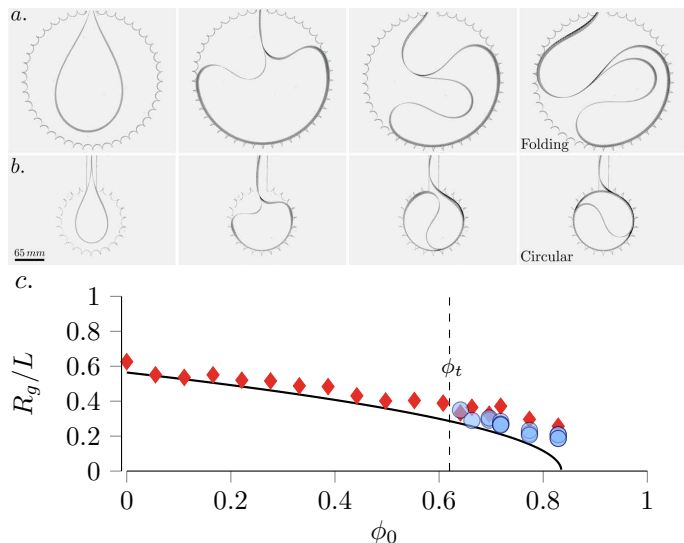 a.
Folding
b.
65 mm
Circular
c.
1
0.8
0.6
0.4
0.2
0
R_g/L
ϕ_t
0
0.2
0.4
0.6
0.8
1
ϕ_0